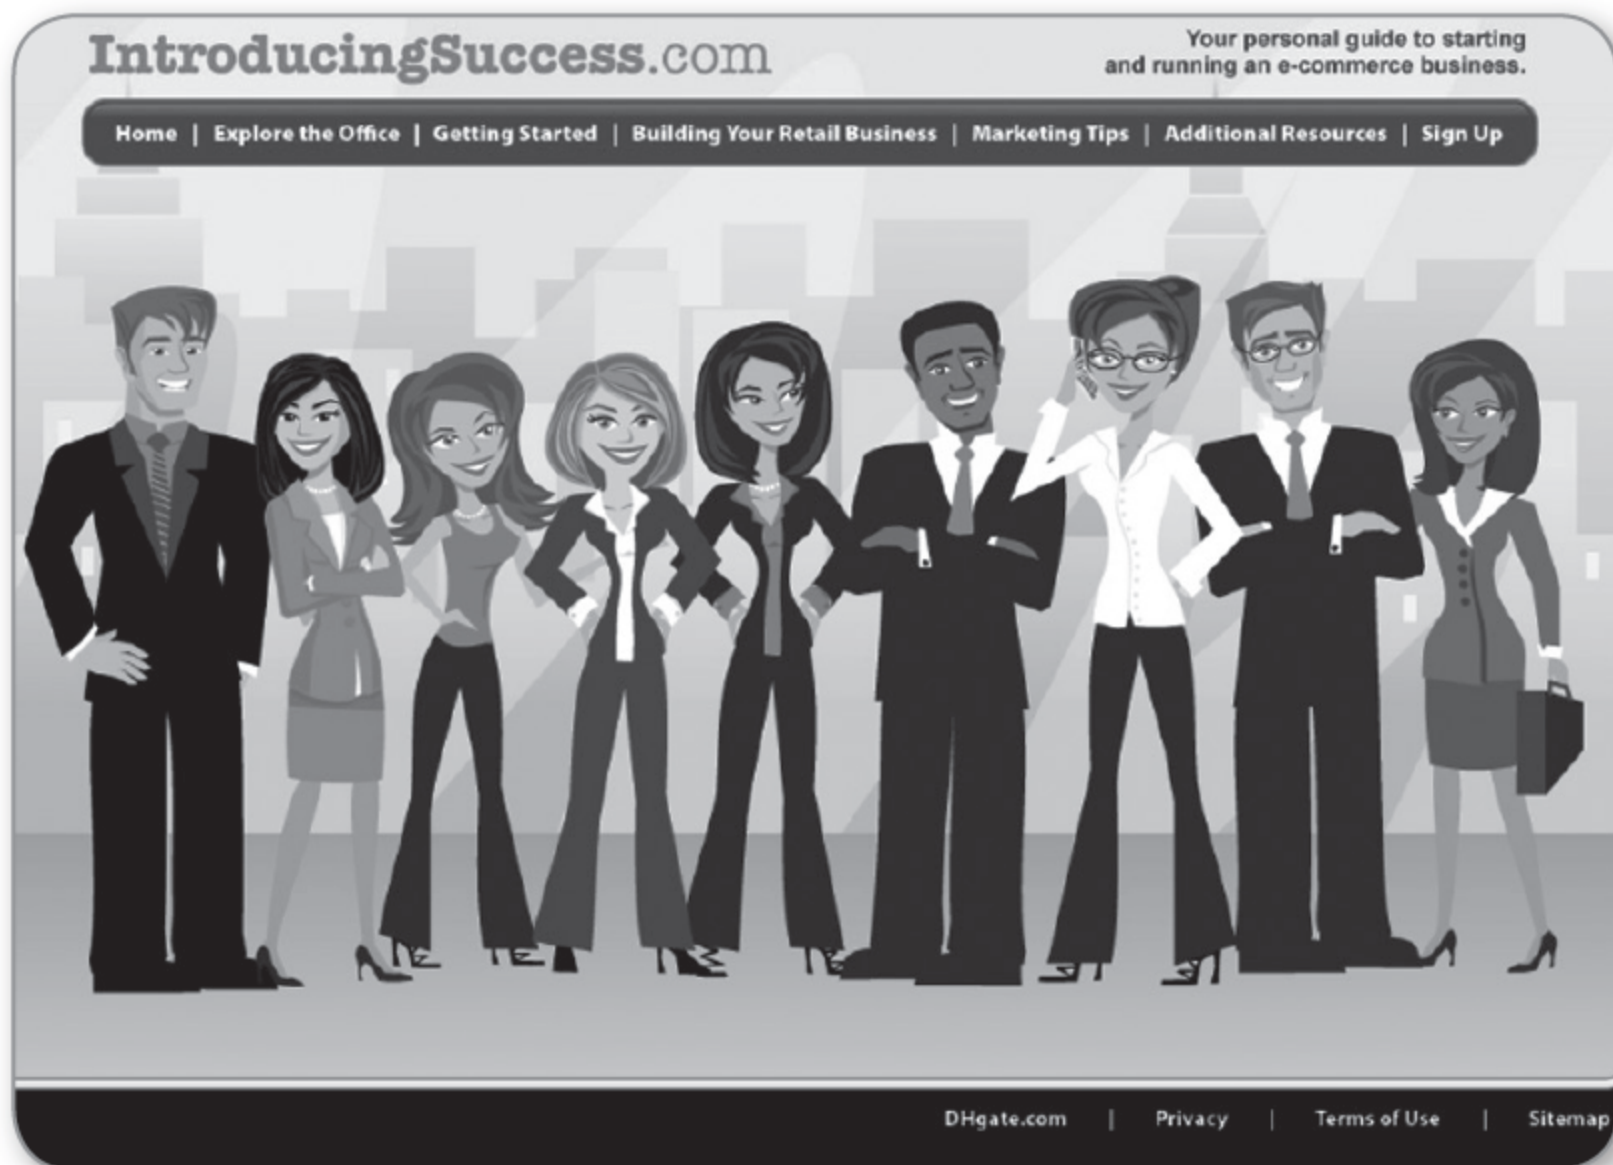 IntroducingSuccess.com
Your personal guide to starting
and running an e-commerce business.
Home | Explore the Office | Getting Started | Building Your Retail Business | Marketing Tips | Additional Resources | Sign Up
DHgate.com | Privacy | Terms of Use | Sitemap